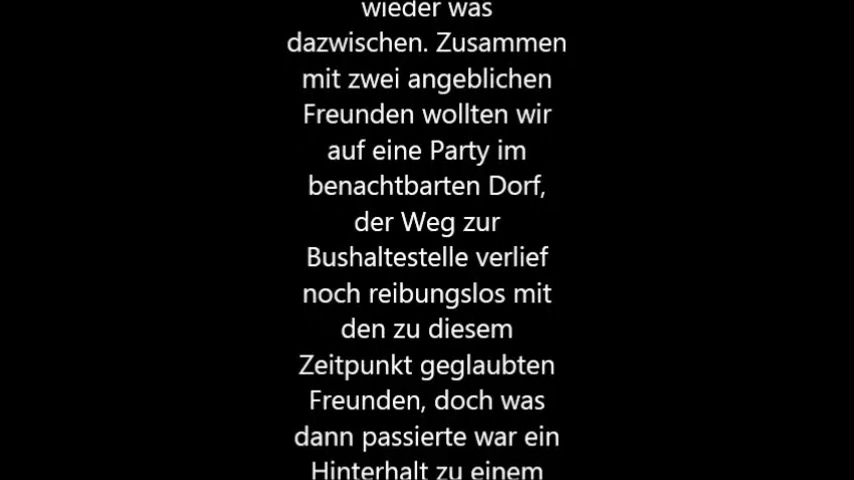 wieder was
dazwischen. Zusammen
mit zwei angeblichen
Freunden wollten wir
auf eine Party im
benachtbarten Dorf,
der Weg zur
Bushaltestelle verlief
noch reibungslos mit
den zu diesem
Zeitpunkt geglaubten
Freunden, doch was
dann passierte war ein
Hinterhalt zu einem